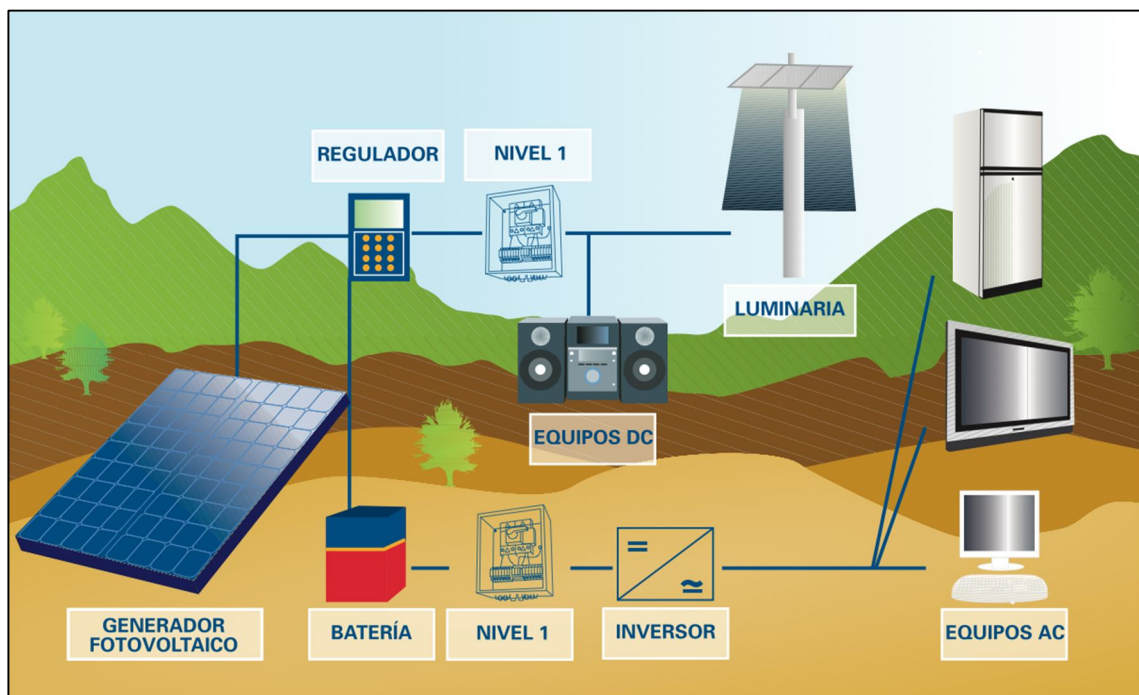 REGULADOR
NIVEL 1
LUMINARIA
EQUIPOS DC
GENERADOR
FOTOVOLTAICO
BATERÍA
NIVEL 1
INVERSOR
EQUIPOS AC